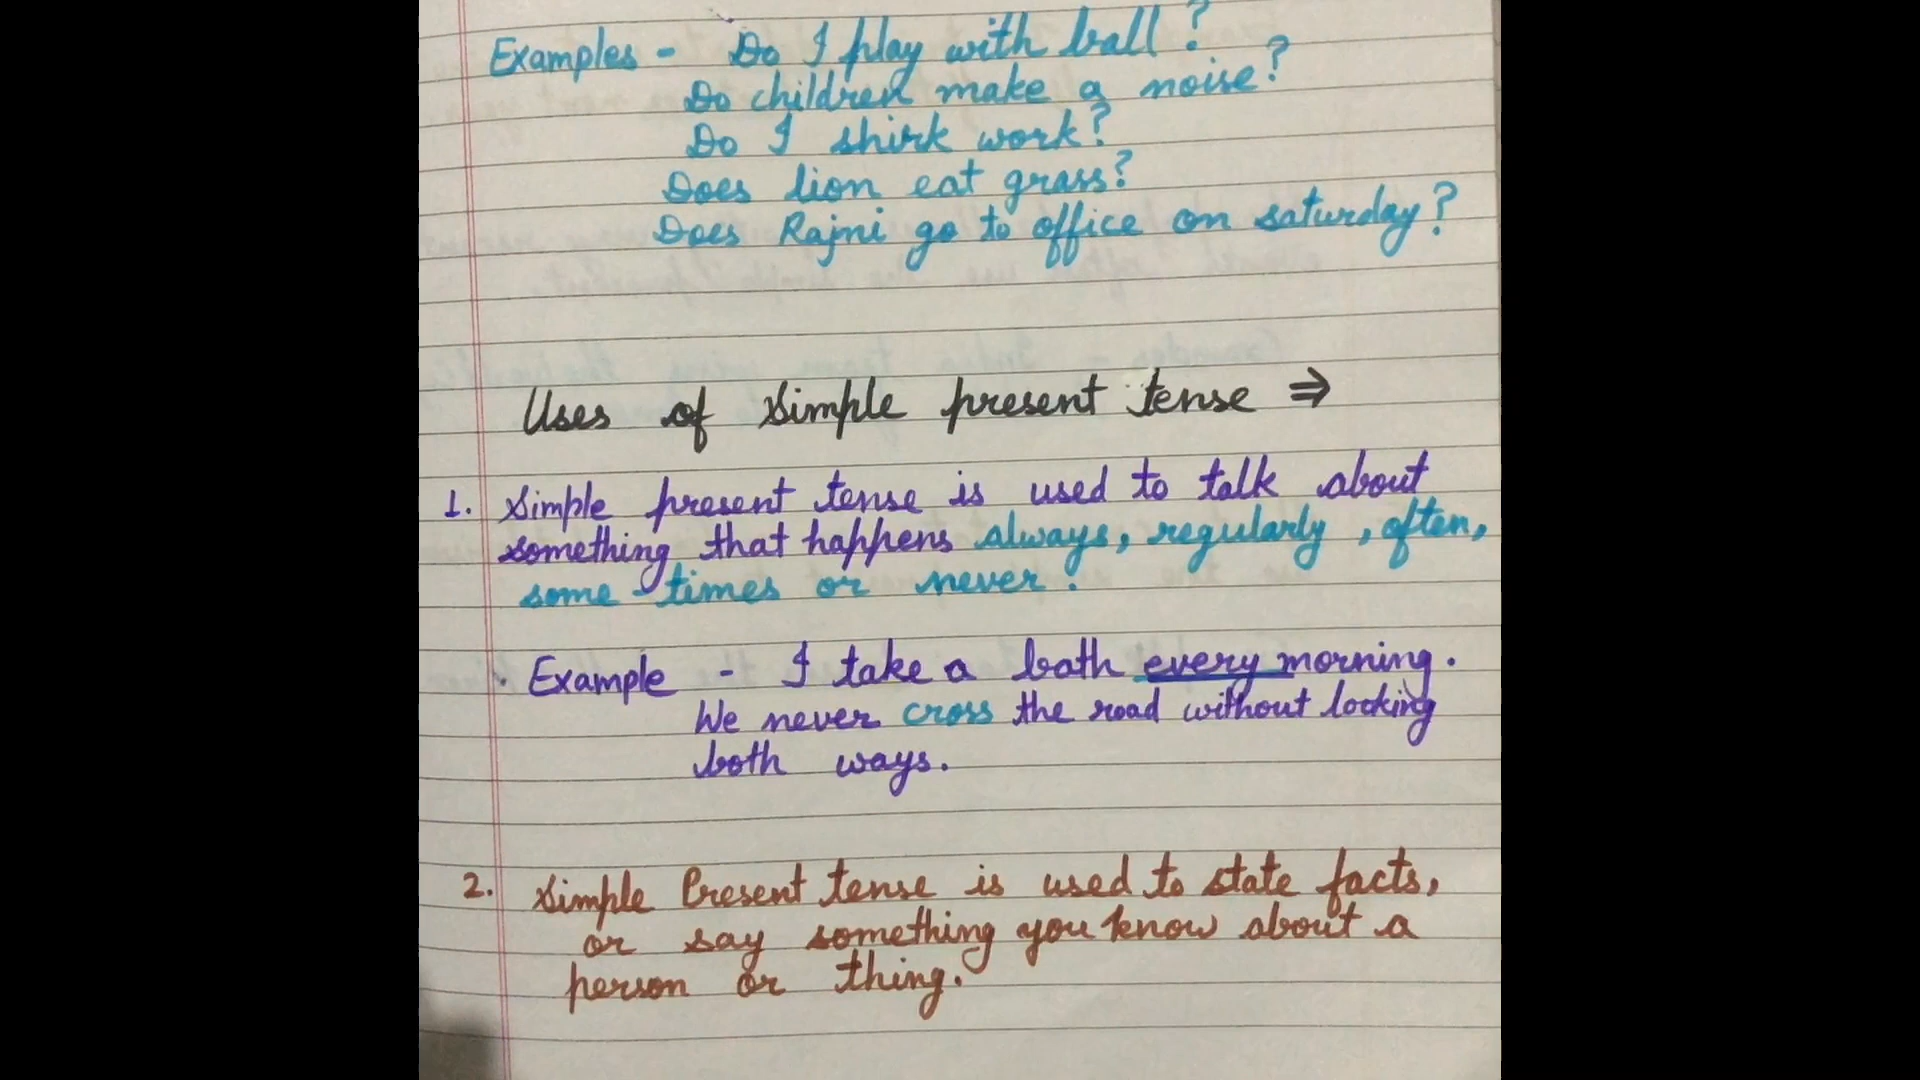 Examples - Do I play with ball?
Do children make a noise?
Do I shirk work?
Does lion eat grass?
Does Rajni go to office on saturday?
Uses of simple present tense ⇒
1. Simple present tense is used to talk about
something that happens always, regularly, often,
some-times or never.
Example - I take a bath every morning.
We never cross the road without looking
both ways.
2. Simple Present tense is used to state facts,
or say something you know about a
person or thing.